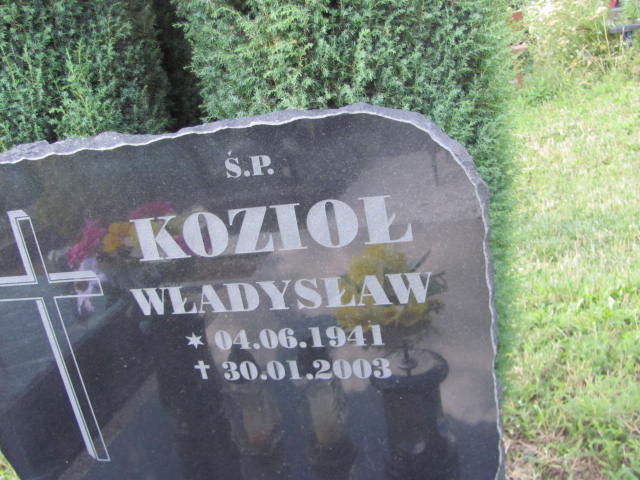 Ś.P.
KOZIOŁ
WŁADYSŁAW
* 04.06.1941
✝ 30.01.2003